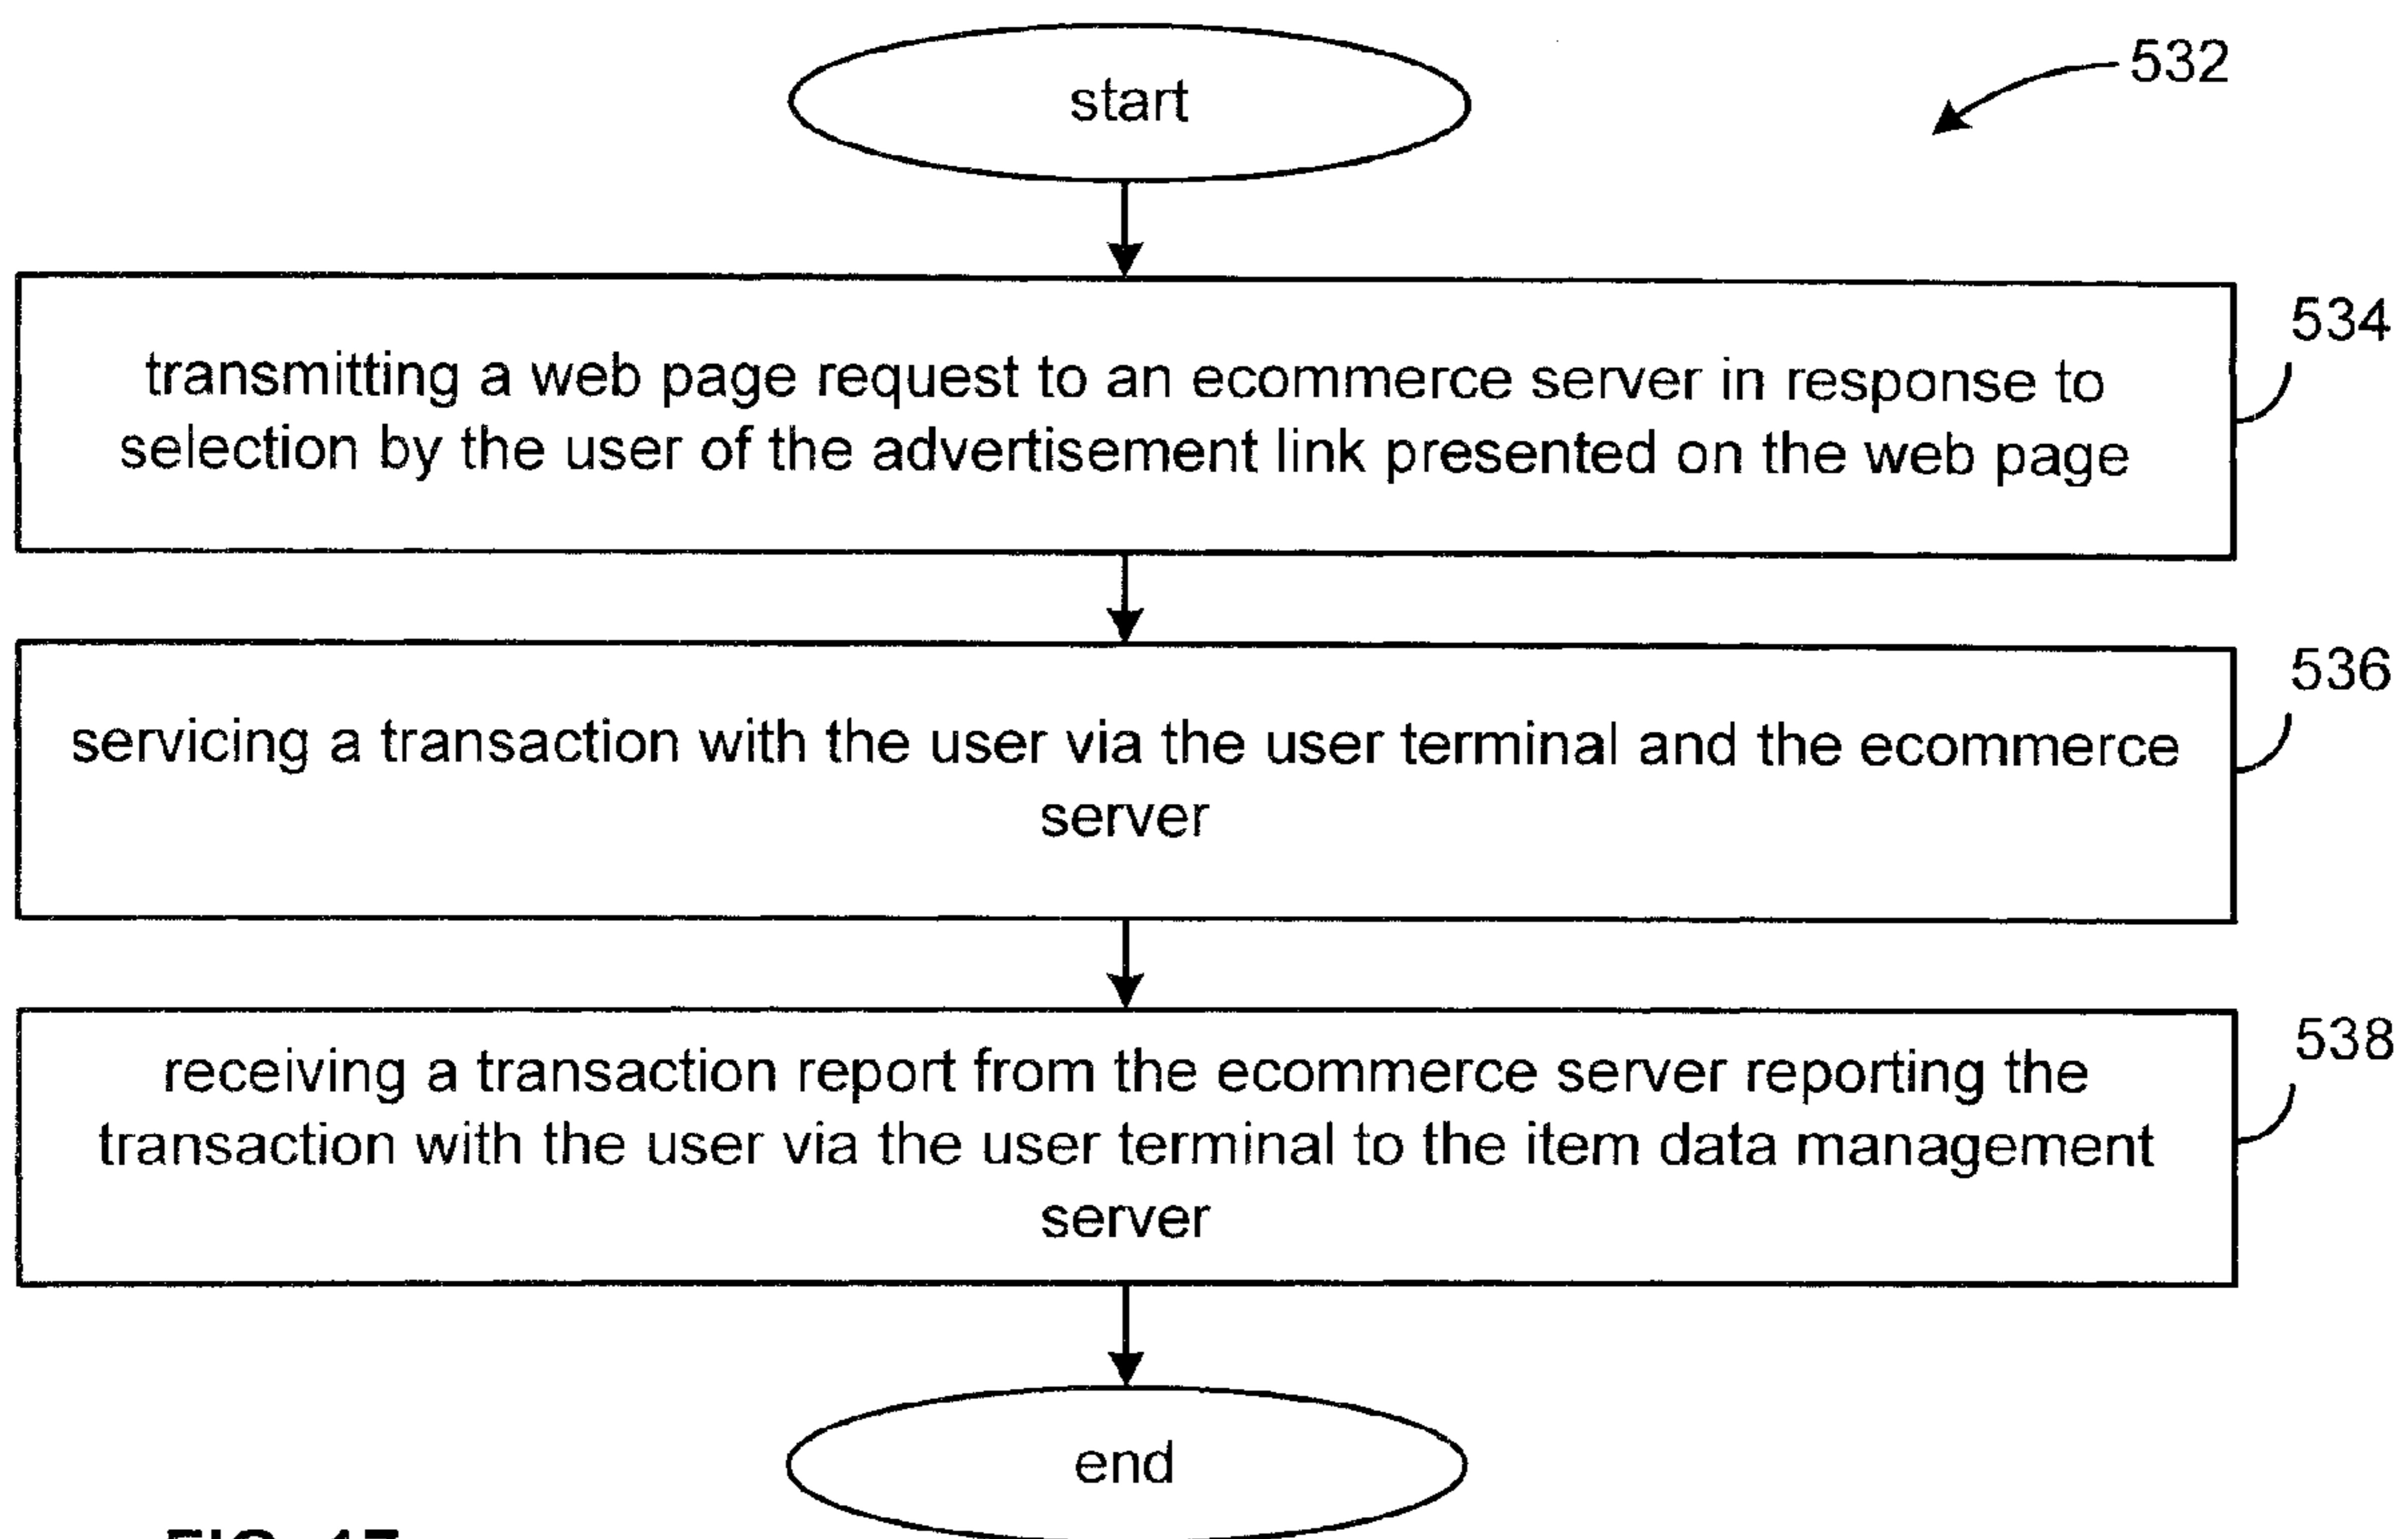 start
532
534
transmitting a web page request to an ecommerce server in response to
selection by the user of the advertisement link presented on the web page
536
servicing a transaction with the user via the user terminal and the ecommerce
server
538
receiving a transaction report from the ecommerce server reporting the
transaction with the user via the user terminal to the item data management
server
end